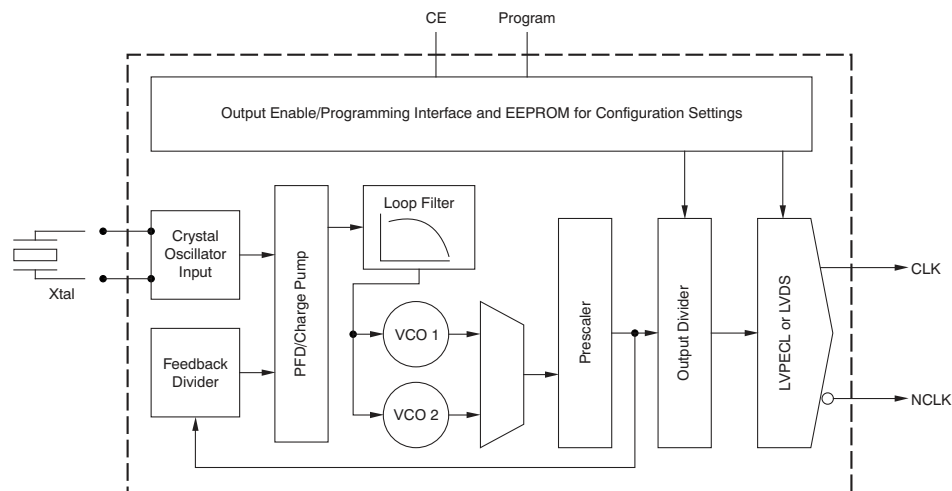 CE
Program
Output Enable/Programming Interface and EEPROM for Configuration Settings
Xtal
Crystal
Oscillator
Input
Feedback
Divider
PFD/Charge Pump
Loop Filter
VCO 1
VCO 2
Prescaler
Output Divider
LVPECL or LVDS
CLK
NCLK